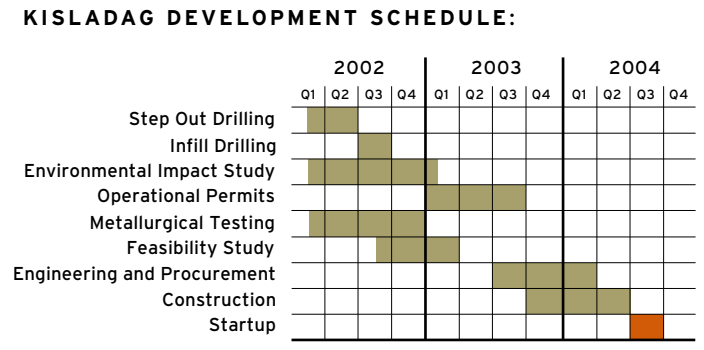 KISLADAG DEVELOPMENT SCHEDULE:
2002 2003 2004
Q1 Q2 Q3 Q4 Q1 Q2 Q3 Q4 Q1 Q2 Q3 Q4
Step Out Drilling
Infill Drilling
Environmental Impact Study
Operational Permits
Metallurgical Testing
Feasibility Study
Engineering and Procurement
Construction
Startup